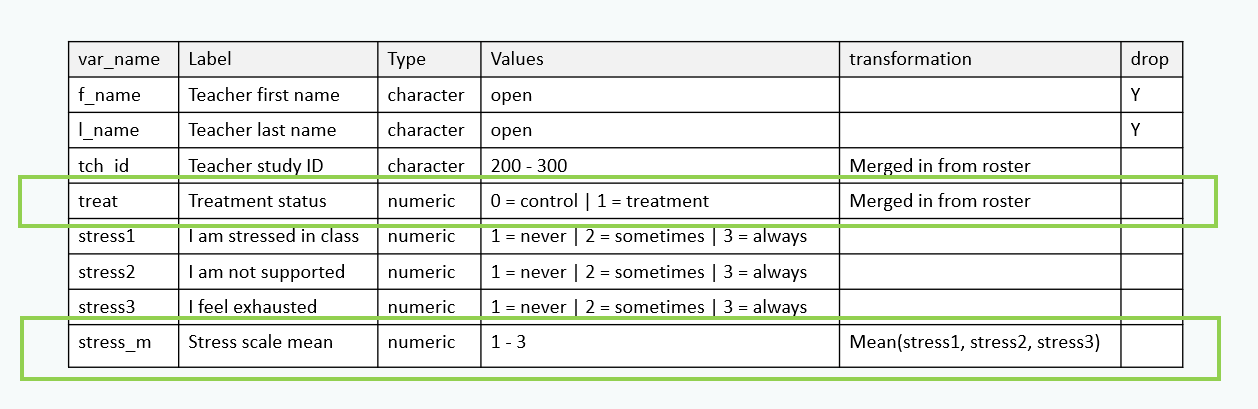 var_name Label Type Values transformation drop
f_name Teacher first name character open Y
l_name Teacher last name character open Y
tch_id Teacher study ID character 200 - 300 Merged in from roster
treat Treatment status numeric 0 = control | 1 = treatment Merged in from roster
stress1 I am stressed in class numeric 1 = never | 2 = sometimes | 3 = always
stress2 I am not supported numeric 1 = never | 2 = sometimes | 3 = always
stress3 I feel exhausted numeric 1 = never | 2 = sometimes | 3 = always
stress_m Stress scale mean numeric 1 - 3 Mean(stress1, stress2, stress3)